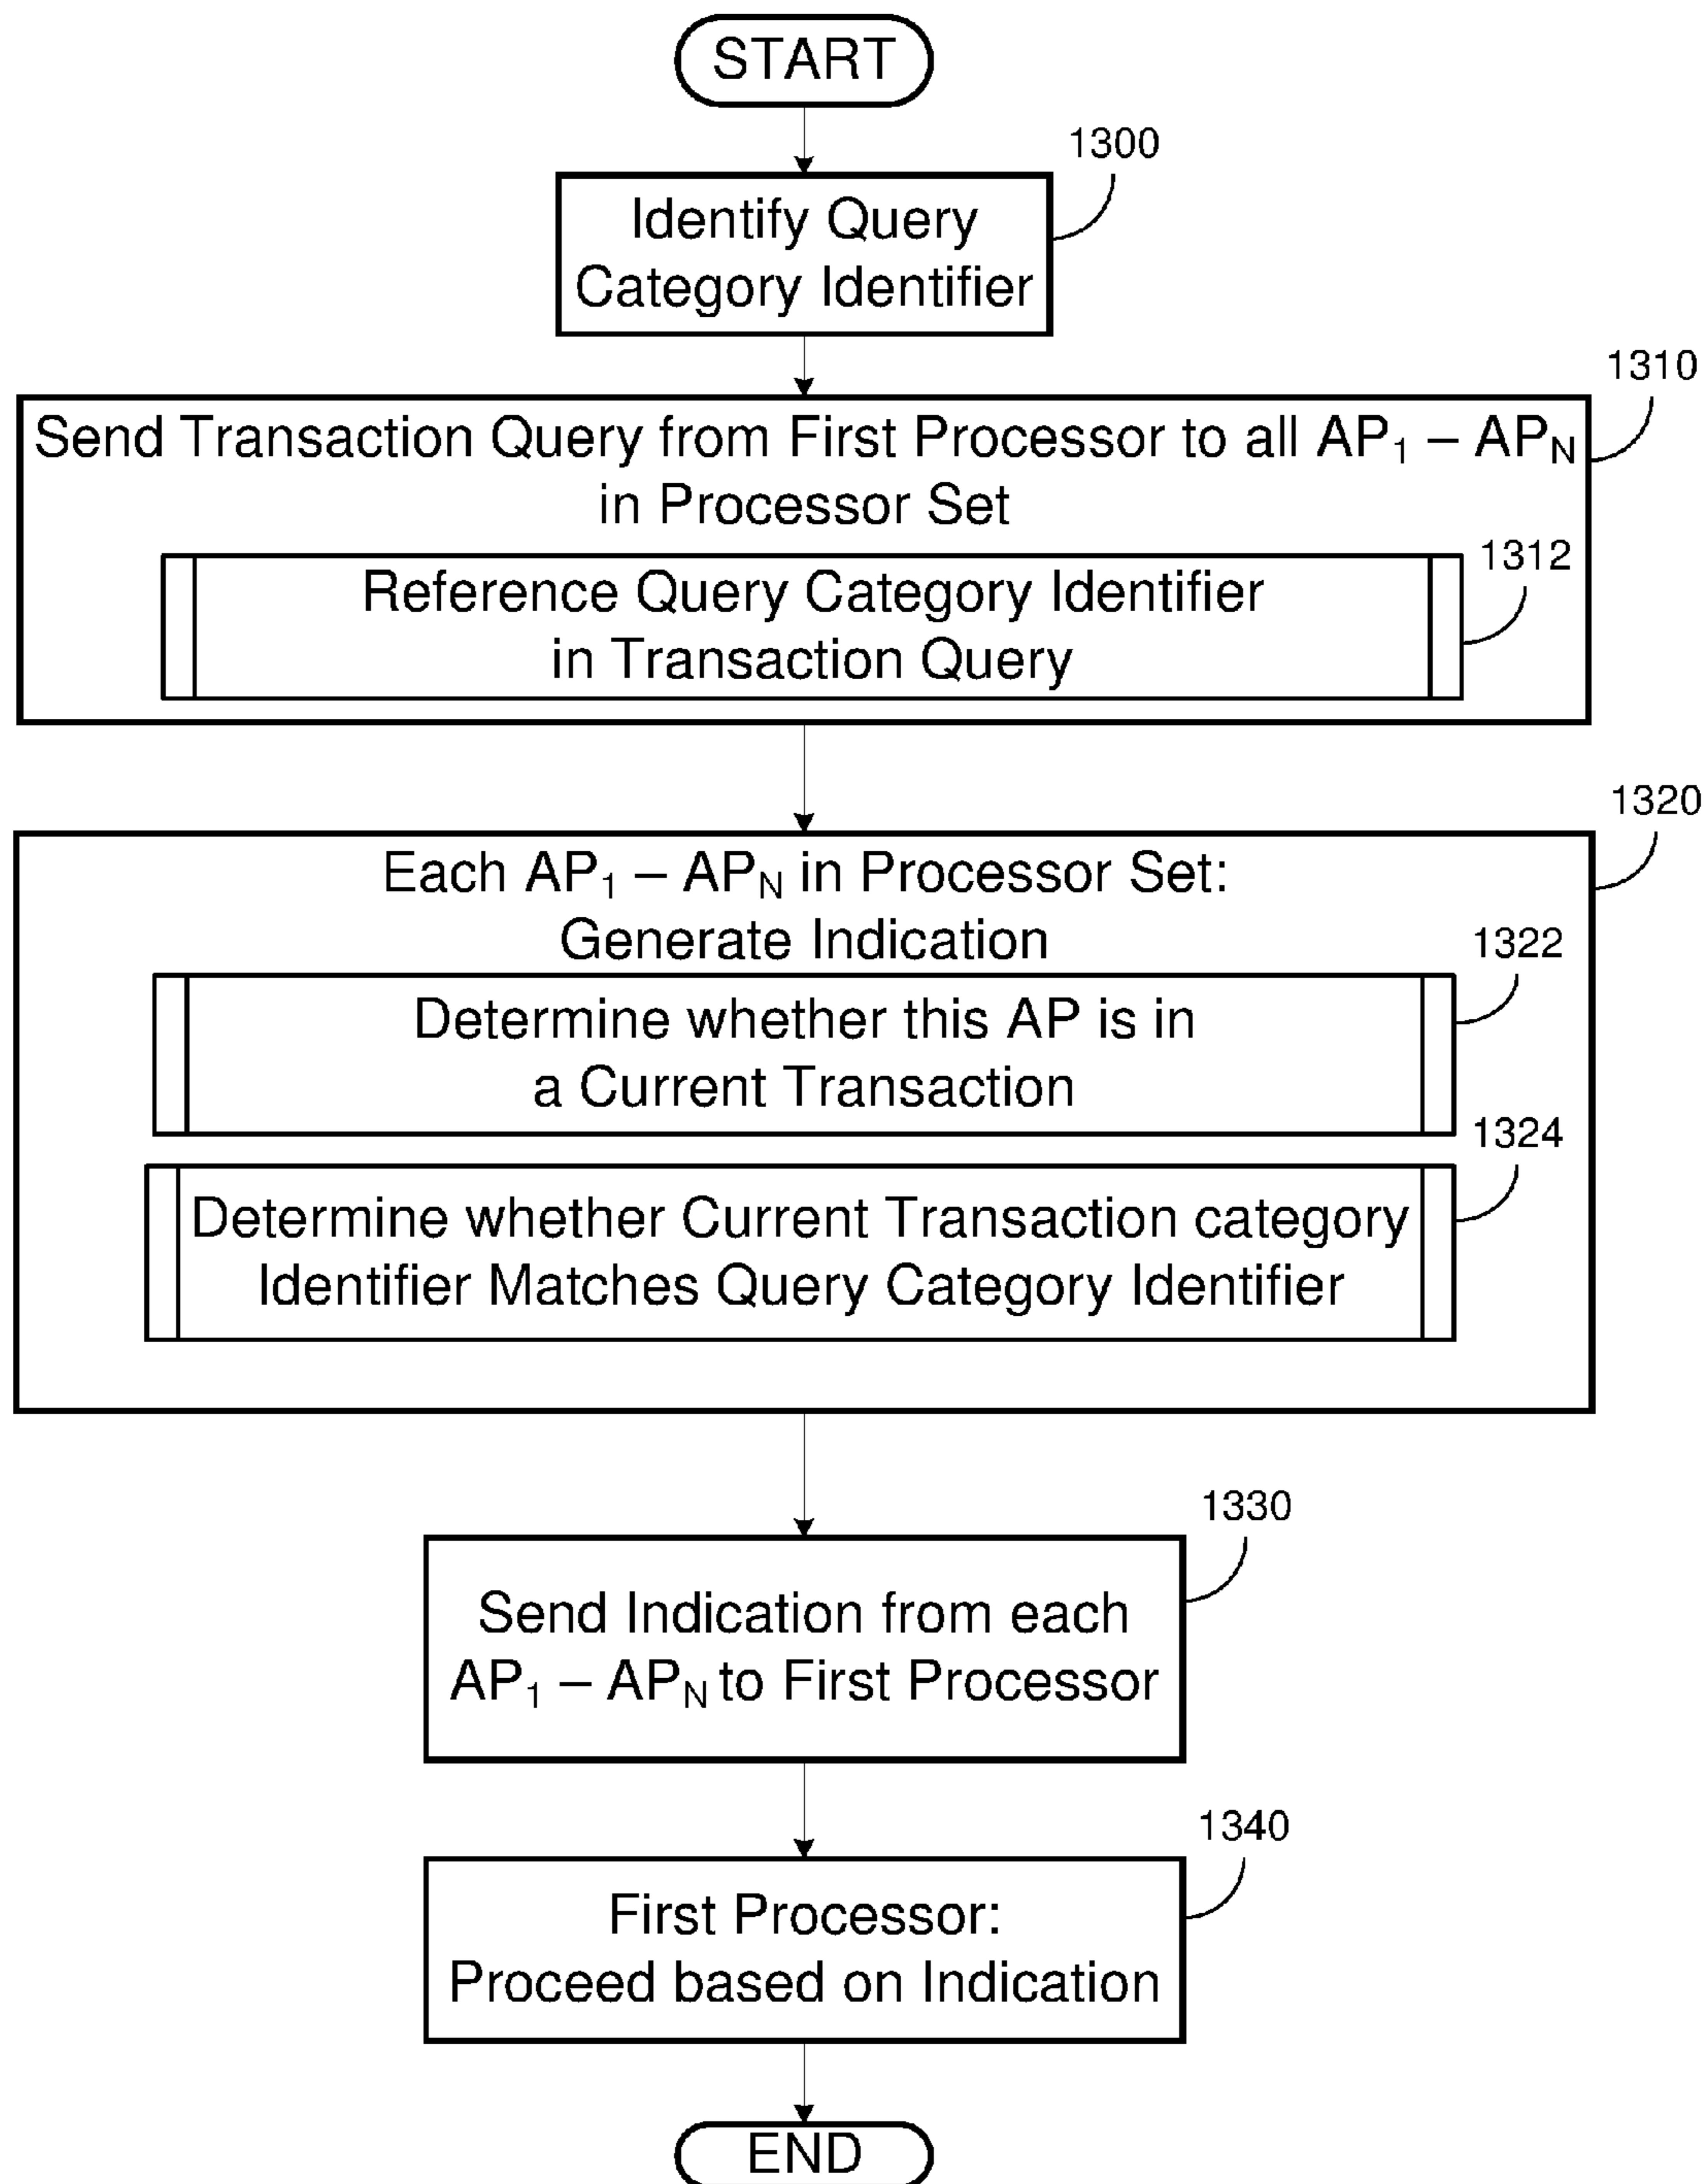 START
1300
Identify Query
Category Identifier
1310
Send Transaction Query from First Processor to all AP₁ – APN
in Processor Set
1312
Reference Query Category Identifier
in Transaction Query
1320
Each AP₁ – APN in Processor Set:
Generate Indication
1322
Determine whether this AP is in
a Current Transaction
1324
Determine whether Current Transaction category
Identifier Matches Query Category Identifier
1330
Send Indication from each
AP₁ – APN to First Processor
1340
First Processor:
Proceed based on Indication
END